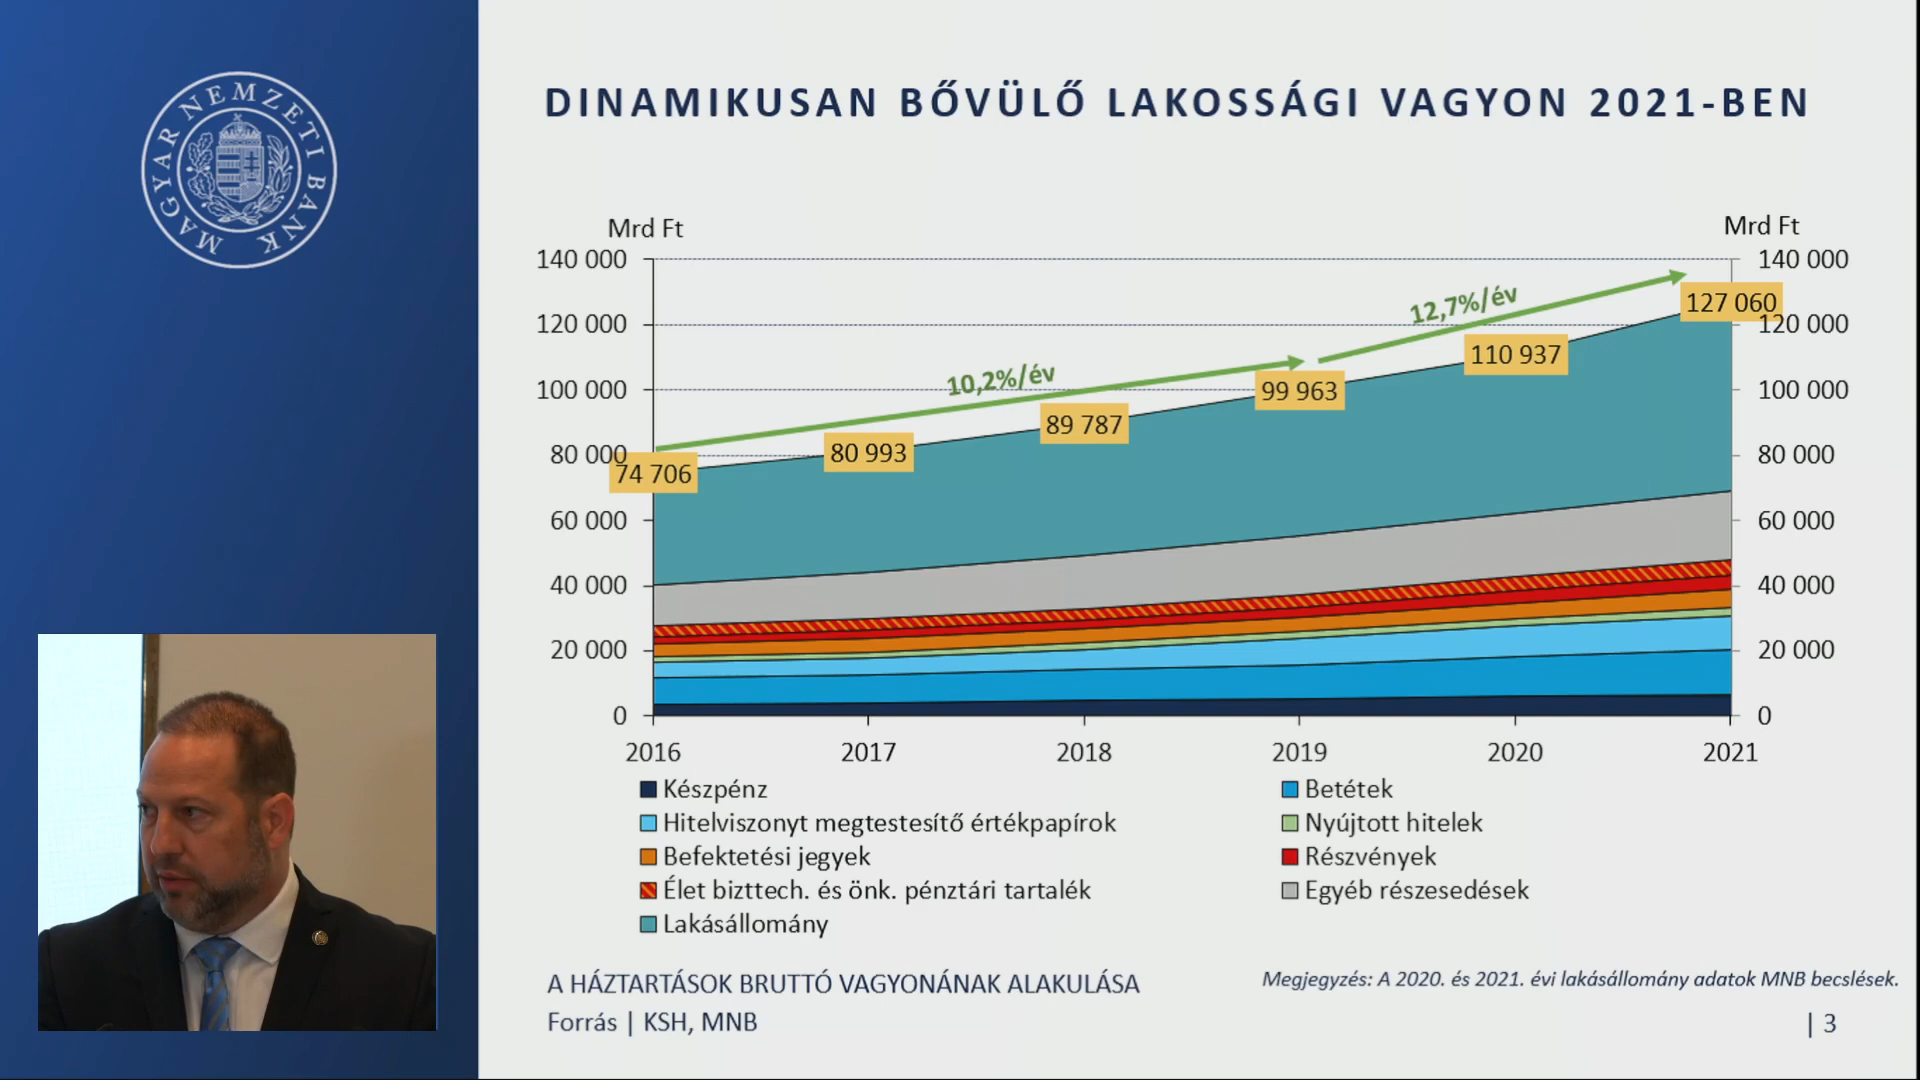 MAGYAR NEMZETI BANK
DINAMIKUSAN BŐVÜLŐ LAKOSSÁGI VAGYON 2021-BEN
Mrd Ft
Mrd Ft
140 000
140 000
12,7%/év
127 060
120 000
120 000
110 937
10,2%/év
100 000
99 963
100 000
89 787
80 000
80 993
80 000
74 706
60 000
60 000
40 000
40 000
20 000
20 000
0
0
2016 2017 2018 2019 2020 2021
Készpénz
Betétek
Hitelviszonyt megtestesítő értékpapírok
Nyújtott hitelek
Befektetési jegyek
Részvények
Élet bizttech. és önk. pénztári tartalék
Egyéb részesedések
Lakásállomány
A HÁZTARTÁSOK BRUTTÓ VAGYONÁNAK ALAKULÁSA
Megjegyzés: A 2020. és 2021. évi lakásállomány adatok MNB becslések.
Forrás | KSH, MNB
| 3